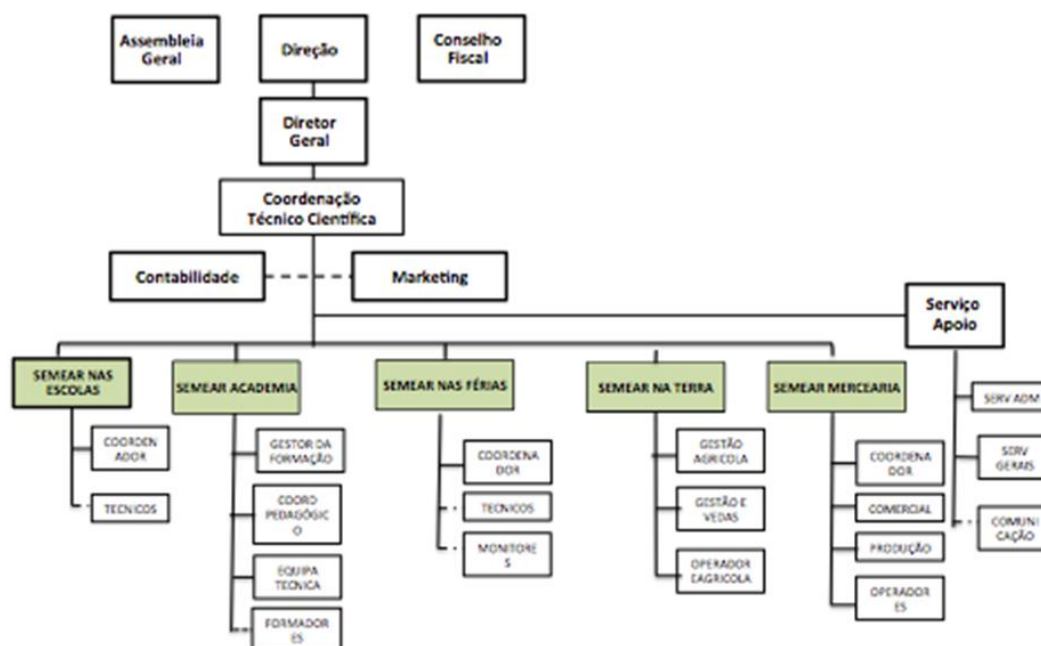 Assembleia
Geral
Direção
Conselho
Fiscal
Diretor
Geral
Coordenação
Técnico Científica
Contabilidade
Marketing
Serviço
Apoio
SEMEAR NAS
ESCOLAS
SEMEAR ACADEMIA
SEMEAR NAS FÉRIAS
SEMEAR NA TERRA
SEMEAR MERCEARIA
COORDEN
ADOR
TECNICOS
GESTOR DA
FORMAÇÃO
COORD
PEDAGÓGIC
O
EQUIPA
TECNICA
FORMADOR
ES
COORDENA
DOR
TECNICOS
MONITORE
S
GESTÃO
AGRICOLA
GESTÃO E
VEDAS
OPERADOR
EAGRICOLA
COORDENA
DOR
COMERCIAL
PRODUÇÃO
OPERADOR
ES
SERV ADM
SERV
GERAIS
COMUNI
CAÇÃO